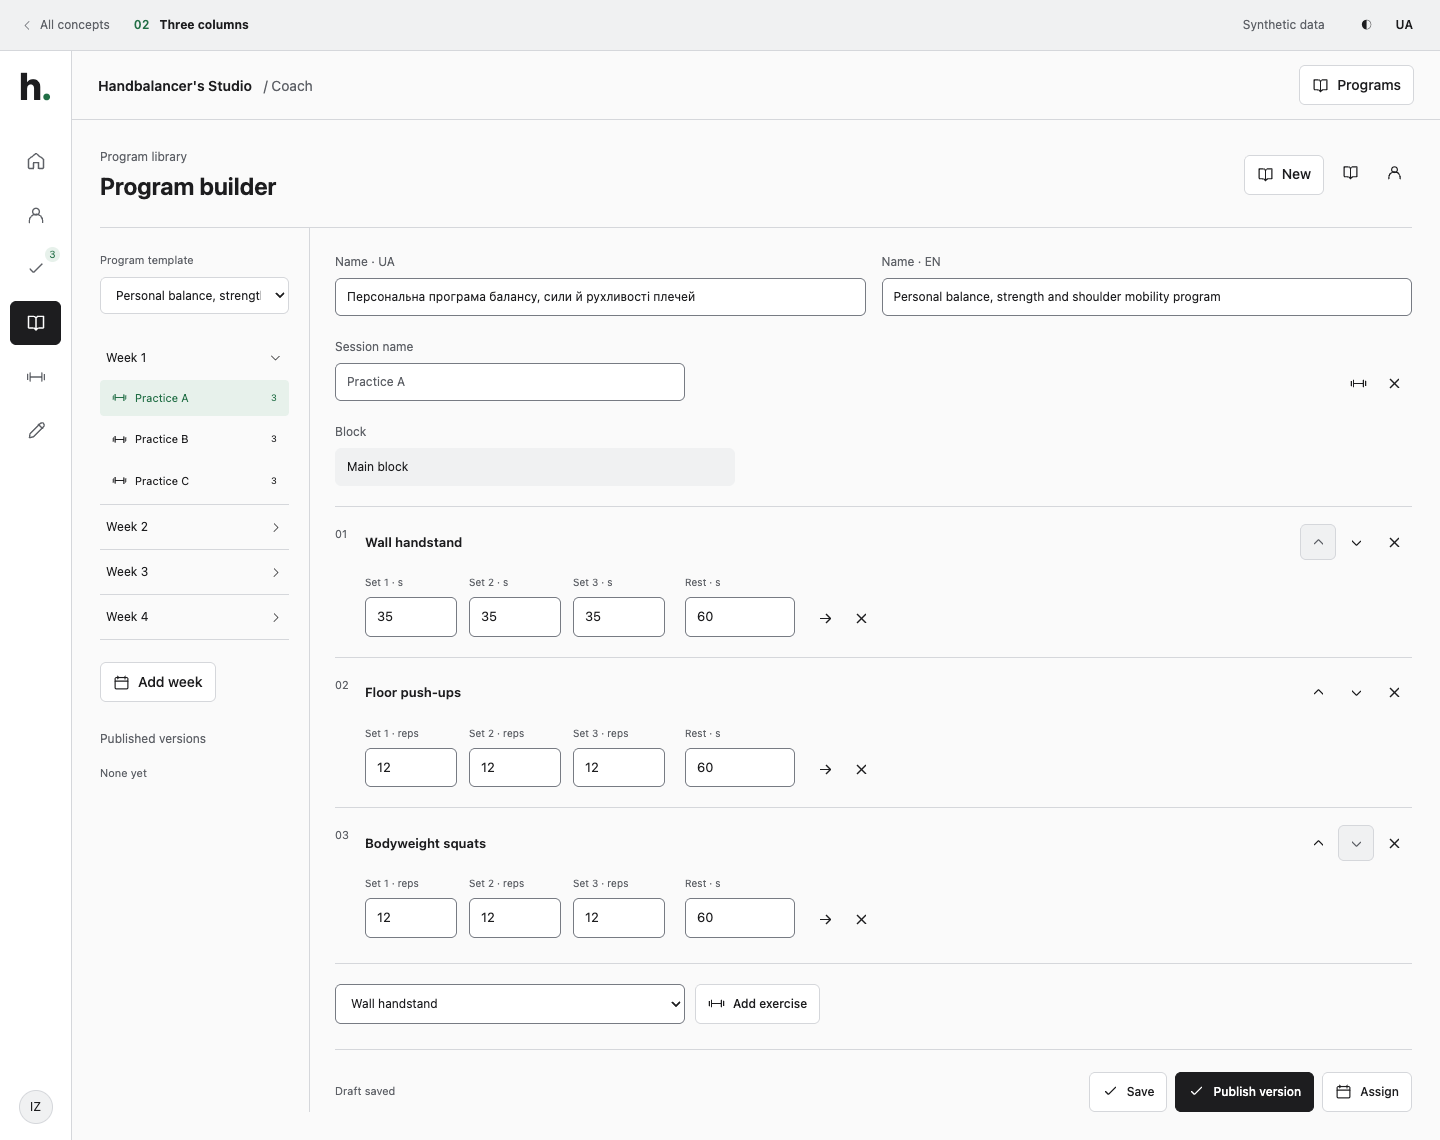 All concepts 02 Three columns
Synthetic data UA
h.
Handbalancer's Studio / Coach
Programs
Program library
Program builder
New
3
Program template
Personal balance, strengt
Week 1
Practice A 3
Practice B 3
Practice C 3
Week 2
Week 3
Week 4
Add week
Published versions
None yet
Name · UA
Персональна програма балансу, сили й рухливості плечей
Name · EN
Personal balance, strength and shoulder mobility program
Session name
Practice A
Block
Main block
01 Wall handstand
Set 1 · s Set 2 · s Set 3 · s Rest · s
35 35 35 60
02 Floor push-ups
Set 1 · reps Set 2 · reps Set 3 · reps Rest · s
12 12 12 60
03 Bodyweight squats
Set 1 · reps Set 2 · reps Set 3 · reps Rest · s
12 12 12 60
Wall handstand
Add exercise
Draft saved
Save
Publish version
Assign
IZ